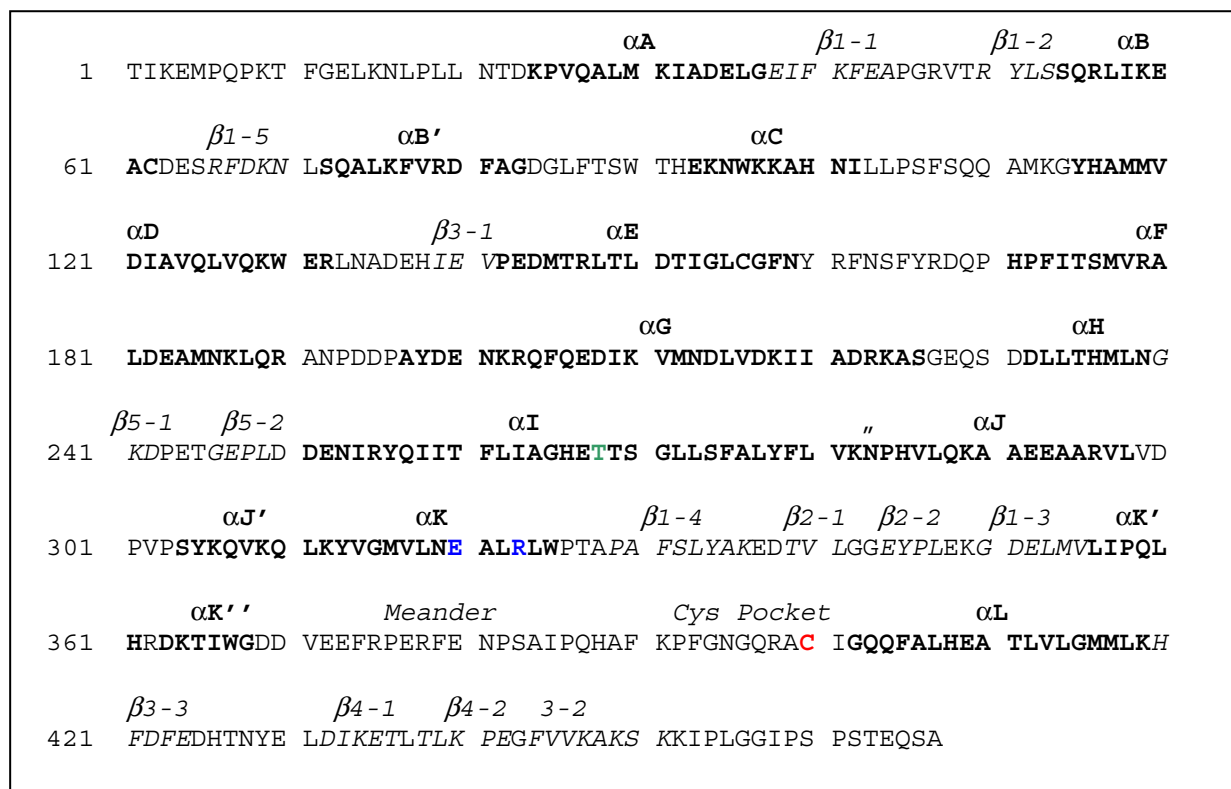 αA β1-1 β1-2 αB
1 TIKEMPQPKT FGELKNLPLL NTDKPVQALM KIADELGEIF KFEAPGRVTR YLSSQRLIKE
β1-5 αB’ αC
61 ACDESRFDKN LSQALKFVRD FAGDGLFTSW THEKNWKKAH NILLPSFSQQ AMKGYHAMMV
αD β3-1 αE αF
121 DIAVQLVQKW ERLNADEHIE VPEDMTRLTL DTIGLCGFNY RFNSFYRDQP HPFITSMVRA
αG αH
181 LDEAMNKLQR ANPDDPAYDE NKRQFQEDIK VMNDLVDKII ADRKASGEQS DDLLTHMLNG
β5-1 β5-2 αI „ αJ
241 KDPETGEPLD DENIRYQIIT FLIAGHETTS GLLSFALYFL VKNPHVLQKA AEEAARVLVD
αJ’ αK β1-4 β2-1 β2-2 β1-3 αK’
301 PVPSYKQVKQ LKYVGMVLNE ALRLWPTAPA FSLYAKEDTV LGGEYPLEKG DELMVLIPQL
αK’’ Meander Cys Pocket αL
361 HRDKTIWGDD VEEFRPERFE NPSAIPQHAF KPFGNGQRAC IGQQFALHEA TLVLGMMLKH
β3-3 β4-1 β4-2 3-2
421 FDFEDHTNYE LDIKETLTLK PEGFVVKAKS KKIPLGGIPS PSTEQSA